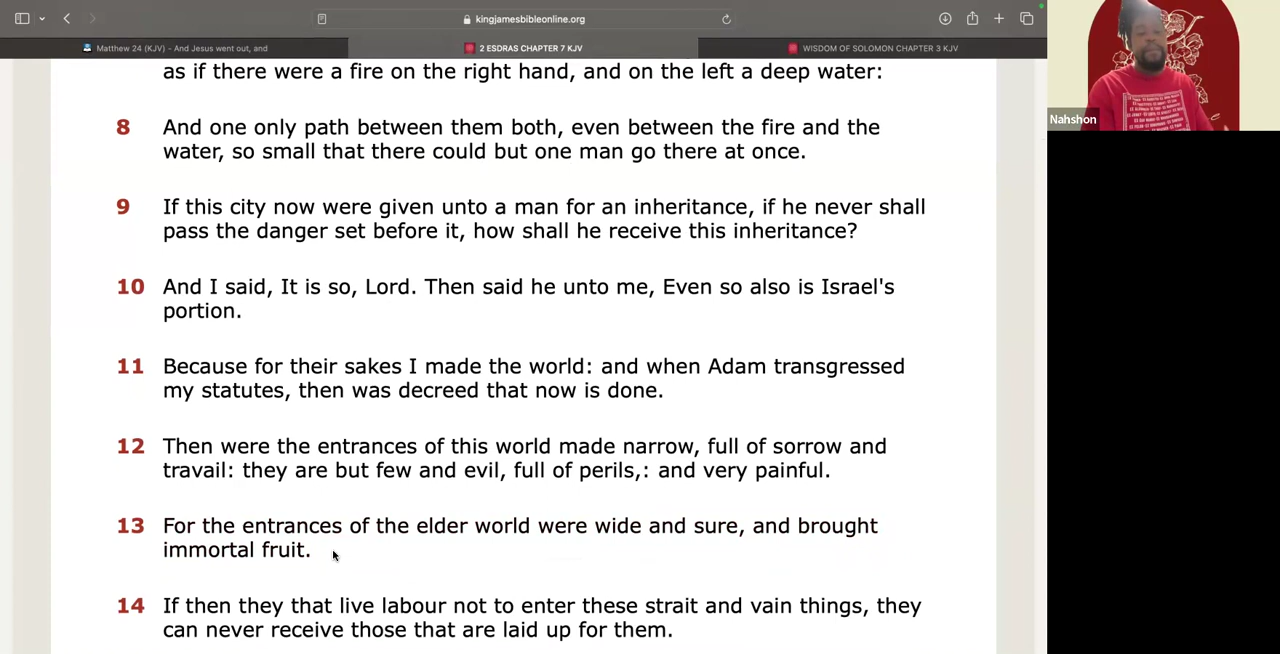 kingjamesbibleonline.org
Matthew 24 (KJV) - And Jesus went out, and
2 ESDRAS CHAPTER 7 KJV
WISDOM OF SOLOMON CHAPTER 3 KJV
as if there were a fire on the right hand, and on the left a deep water:
8 And one only path between them both, even between the fire and the
water, so small that there could but one man go there at once.
9 If this city now were given unto a man for an inheritance, if he never shall
pass the danger set before it, how shall he receive this inheritance?
10 And I said, It is so, Lord. Then said he unto me, Even so also is Israel's
portion.
11 Because for their sakes I made the world: and when Adam transgressed
my statutes, then was decreed that now is done.
12 Then were the entrances of this world made narrow, full of sorrow and
travail: they are but few and evil, full of perils,: and very painful.
13 For the entrances of the elder world were wide and sure, and brought
immortal fruit.
14 If then they that live labour not to enter these strait and vain things, they
can never receive those that are laid up for them.
Nahshon